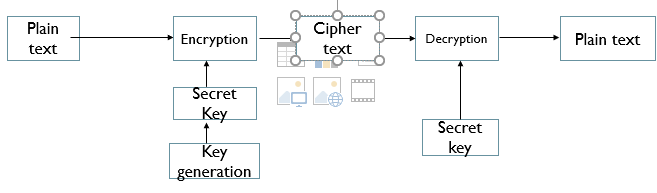 Plain
text
Encryption
Cipher
text
Decryption
Plain text
Secret
Key
Key
generation
Secret
key